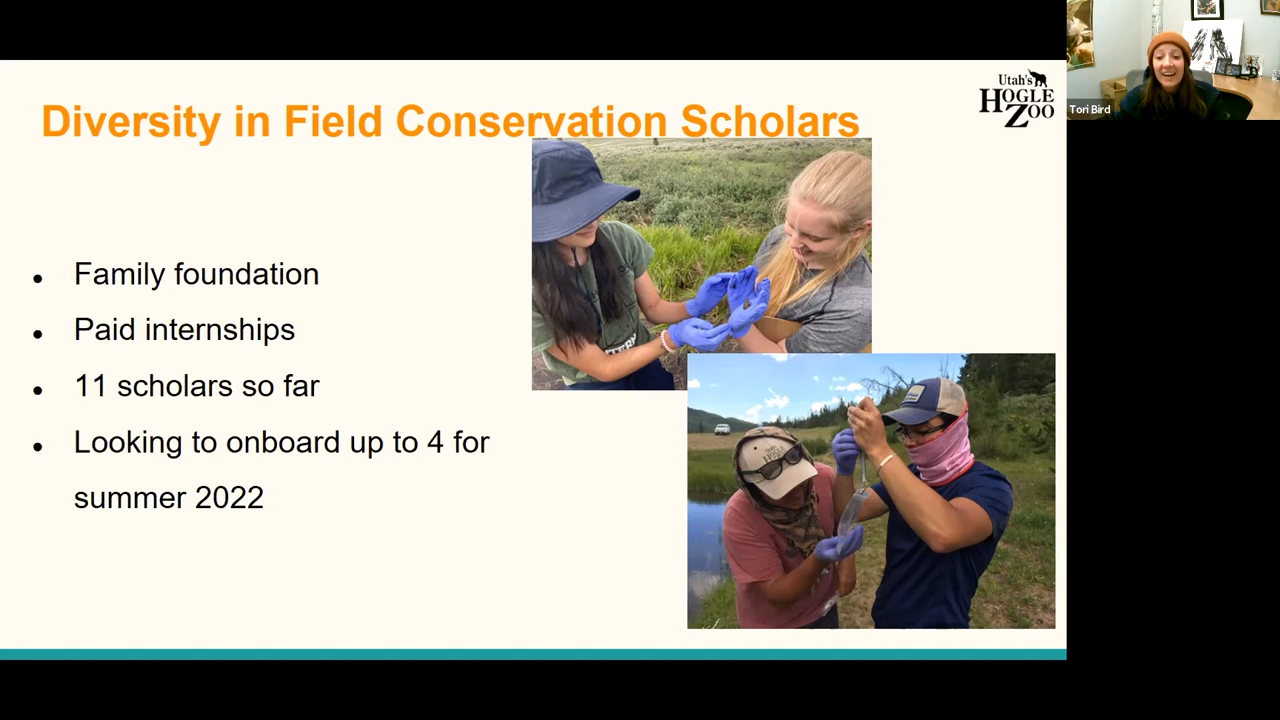 Diversity in Field Conservation Scholars
Utah's
HOGLE
ZOO
Tori Bird
Family foundation
Paid internships
11 scholars so far
Looking to onboard up to 4 for
summer 2022